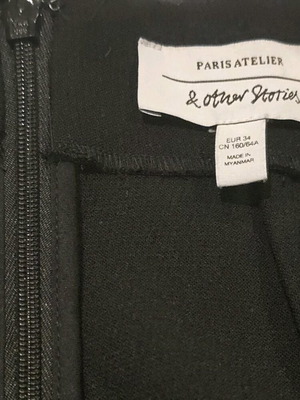 PARIS ATELIER
& other Stories
EUR 34
CN 160/64A
MADE IN
MYANMAR